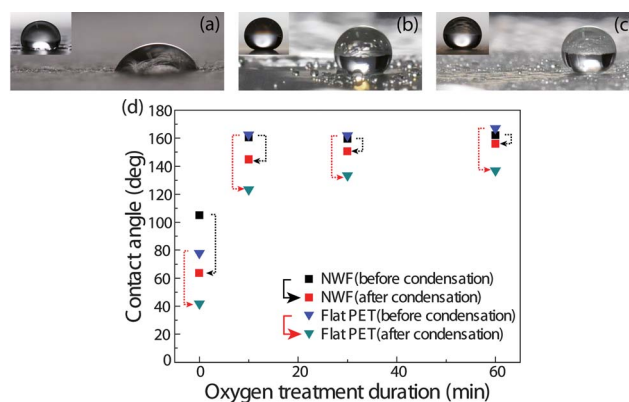 (a)
(b)
(c)
(d)
180
160
140
120
100
80
60
40
20
0
Contact angle (deg)
NWF(before condensation)
NWF(after condensation)
Flat PET(before condensation)
Flat PET(after condensation)
0
20
40
60
Oxygen treatment duration (min)